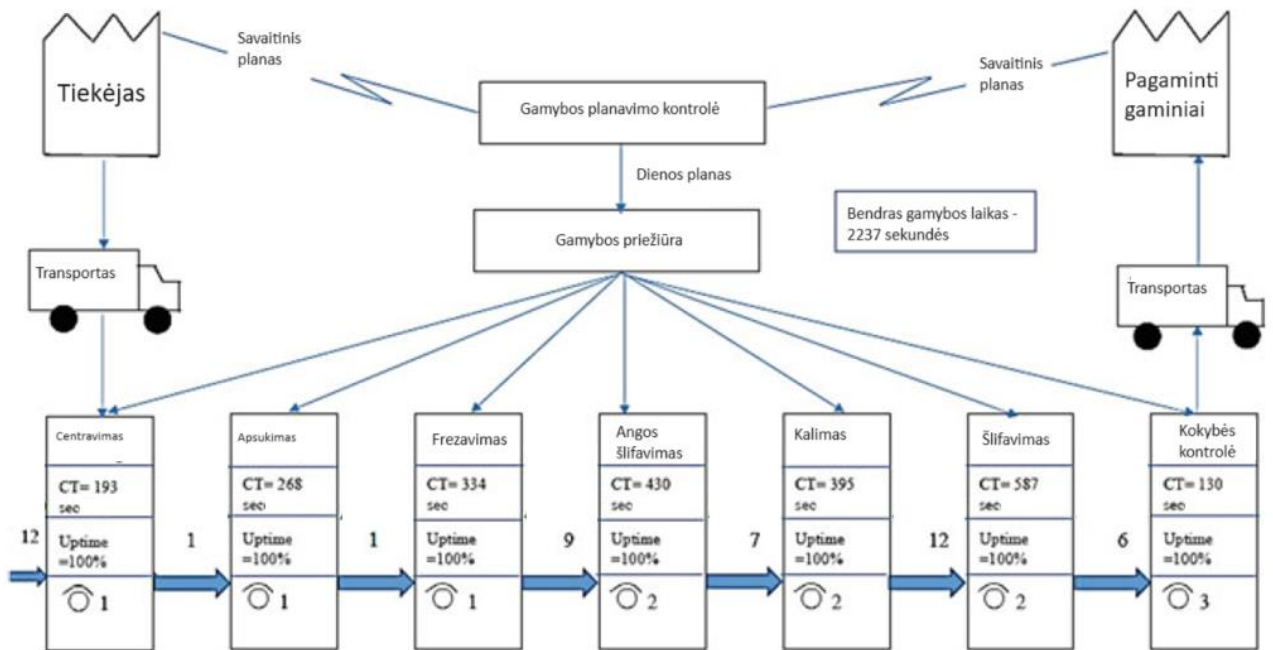 Savaitinis
planas
Savaitinis
planas
Tiekėjas
Pagaminti
gaminiai
Gamybos planavimo kontrolė
Dienos planas
Bendras gamybos laikas -
2237 sekundės
Gamybos priežiūra
Transportas
Transportas
Centravimas
CT= 193
sec
Uptime
=100%
1
Apsukimas
CT= 268
sec
Uptime
=100%
1
Frezavimas
CT= 334
sec
Uptime
=100%
1
Angos
šlifavimas
CT= 430
sec
Uptime
=100%
2
Kalimas
CT= 395
sec
Uptime
=100%
2
Šlifavimas
CT= 587
sec
Uptime
=100%
2
Kokybės
kontrolė
CT= 130
sec
Uptime
=100%
3
12
1
1
9
7
12
6